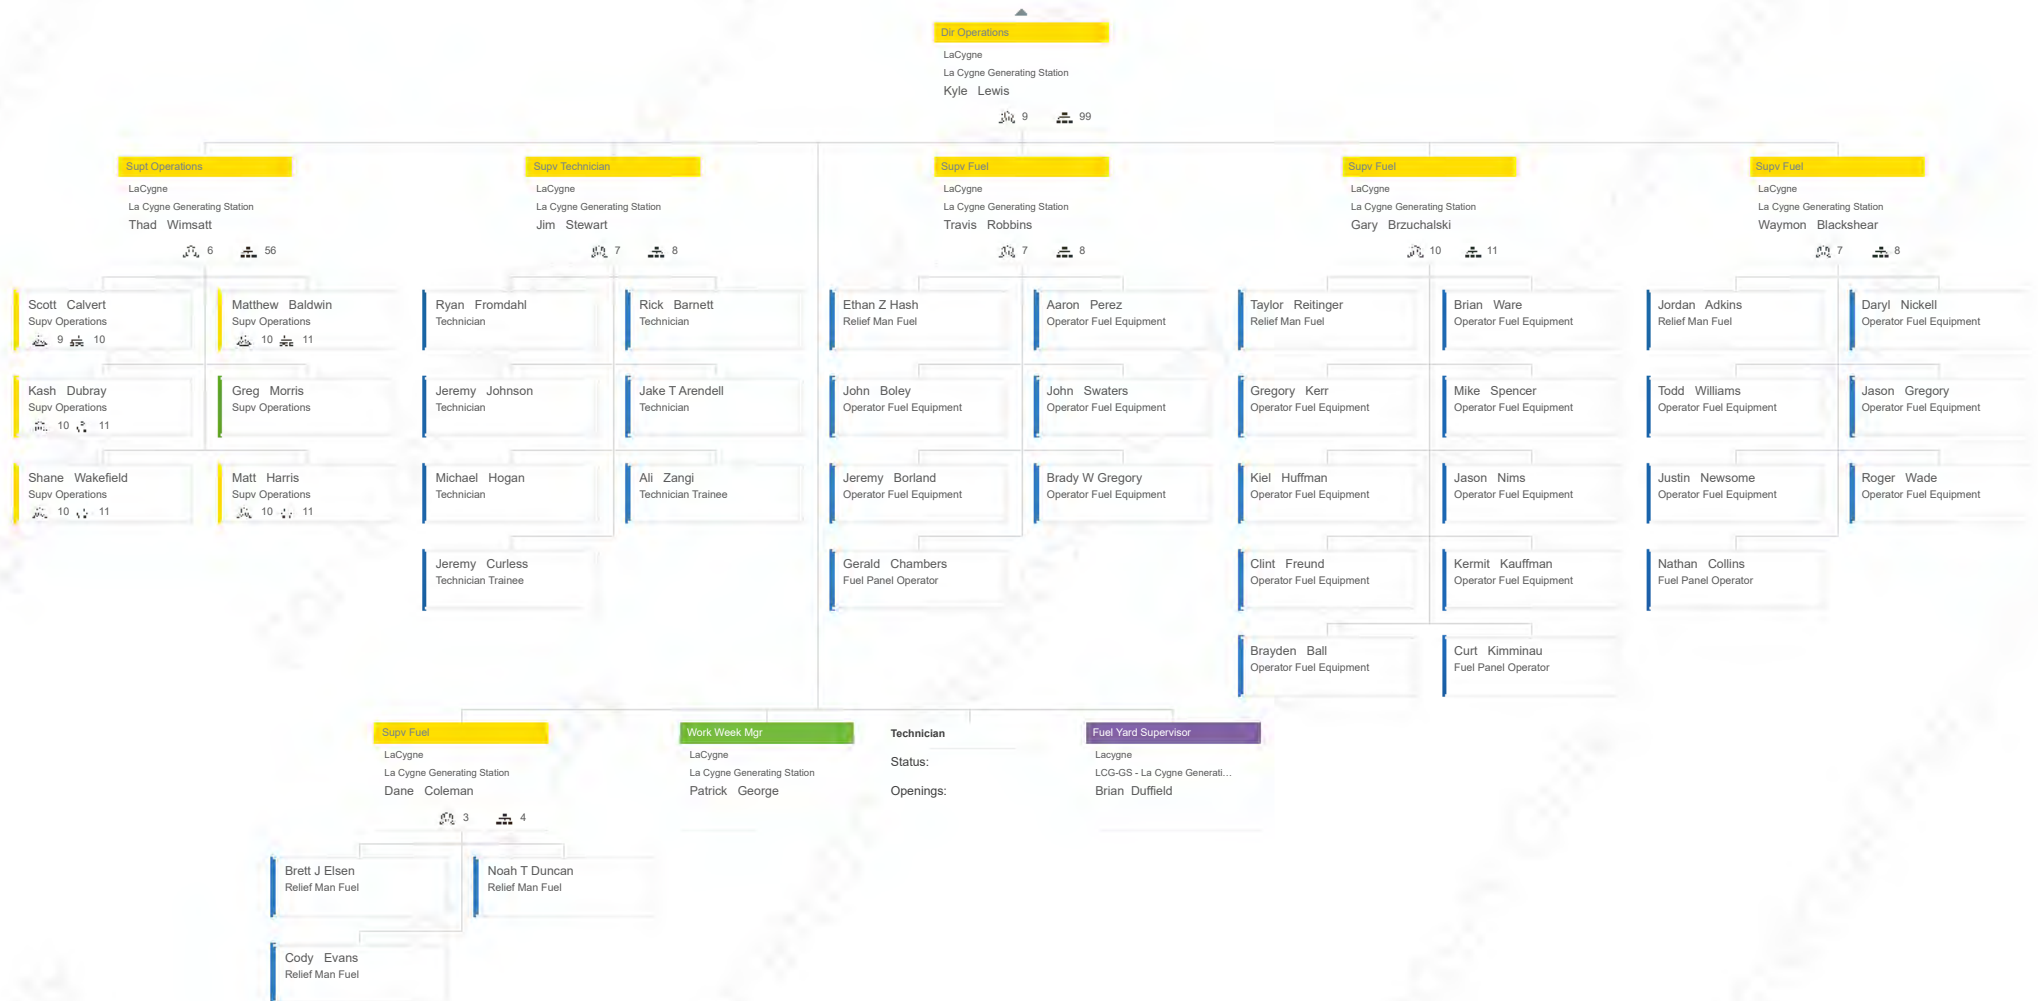 Dir Operations
LaCygne
La Cygne Generating Station
Kyle Lewis
9 99
Supt Operations
LaCygne
La Cygne Generating Station
Thad Wimsatt
6 56
Scott Calvert
Supv Operations
9 10
Matthew Baldwin
Supv Operations
10 11
Kash Dubray
Supv Operations
10 11
Greg Morris
Supv Operations
Shane Wakefield
Supv Operations
10 11
Matt Harris
Supv Operations
10 11
Supv Technician
LaCygne
La Cygne Generating Station
Jim Stewart
7 8
Ryan Fromdahl
Technician
Rick Barnett
Technician
Jeremy Johnson
Technician
Jake T Arendell
Technician
Michael Hogan
Technician
Ali Zangi
Technician Trainee
Jeremy Curless
Technician Trainee
Supv Fuel
LaCygne
La Cygne Generating Station
Travis Robbins
7 8
Ethan Z Hash
Relief Man Fuel
Aaron Perez
Operator Fuel Equipment
John Boley
Operator Fuel Equipment
John Swaters
Operator Fuel Equipment
Jeremy Borland
Operator Fuel Equipment
Brady W Gregory
Operator Fuel Equipment
Gerald Chambers
Fuel Panel Operator
Supv Fuel
LaCygne
La Cygne Generating Station
Gary Brzuchalski
10 11
Taylor Reitinger
Relief Man Fuel
Brian Ware
Operator Fuel Equipment
Gregory Kerr
Operator Fuel Equipment
Mike Spencer
Operator Fuel Equipment
Kiel Huffman
Operator Fuel Equipment
Jason Nims
Operator Fuel Equipment
Clint Freund
Operator Fuel Equipment
Kermit Kauffman
Operator Fuel Equipment
Brayden Ball
Operator Fuel Equipment
Curt Kimminau
Fuel Panel Operator
Supv Fuel
LaCygne
La Cygne Generating Station
Waymon Blackshear
7 8
Jordan Adkins
Relief Man Fuel
Daryl Nickell
Operator Fuel Equipment
Todd Williams
Operator Fuel Equipment
Jason Gregory
Operator Fuel Equipment
Justin Newsome
Operator Fuel Equipment
Roger Wade
Operator Fuel Equipment
Nathan Collins
Fuel Panel Operator
Supv Fuel
LaCygne
La Cygne Generating Station
Dane Coleman
3 4
Brett J Elsen
Relief Man Fuel
Noah T Duncan
Relief Man Fuel
Cody Evans
Relief Man Fuel
Work Week Mgr
LaCygne
La Cygne Generating Station
Patrick George
Technician
Status:
Openings:
Fuel Yard Supervisor
Lacygne
LCG-GS - La Cygne Generati...
Brian Duffield